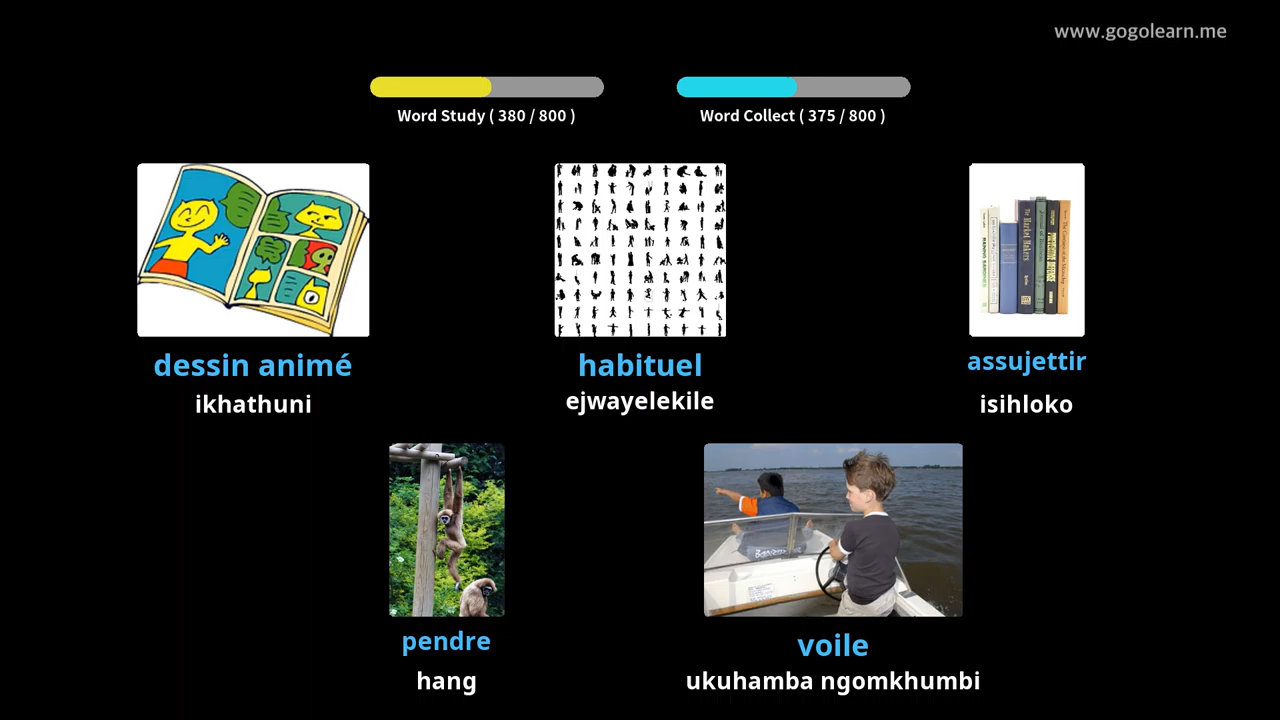 www.gogolearn.me
Word Study ( 380 / 800 )
Word Collect ( 375 / 800 )
dessin animé
habituel
assujettir
ikhathuni
ejwayelekile
isihloko
pendre
voile
hang
ukuhamba ngomkhumbi